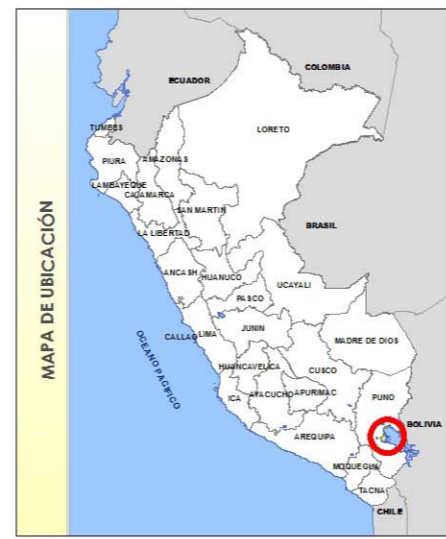 MAPA DE UBICACIÓN
COLOMBIA
ECUADOR
LORETO
TUMBES
PIURA
AMAZONAS
LAMBAYEQUE
CAJAMARCA
SAN MARTIN
BRASIL
LA LIBERTAD
ANCASH
HUANUCO
UCAYALI
PASCO
OCEANO PACIFICO
CALLAO
LIMA
JUNIN
MADRE DE DIOS
HUANCAVELICA
CUSCO
ICA
AYACUCHO
APURIMAC
PUNO
BOLIVIA
AREQUIPA
MOQUEGUA
TACNA
CHILE